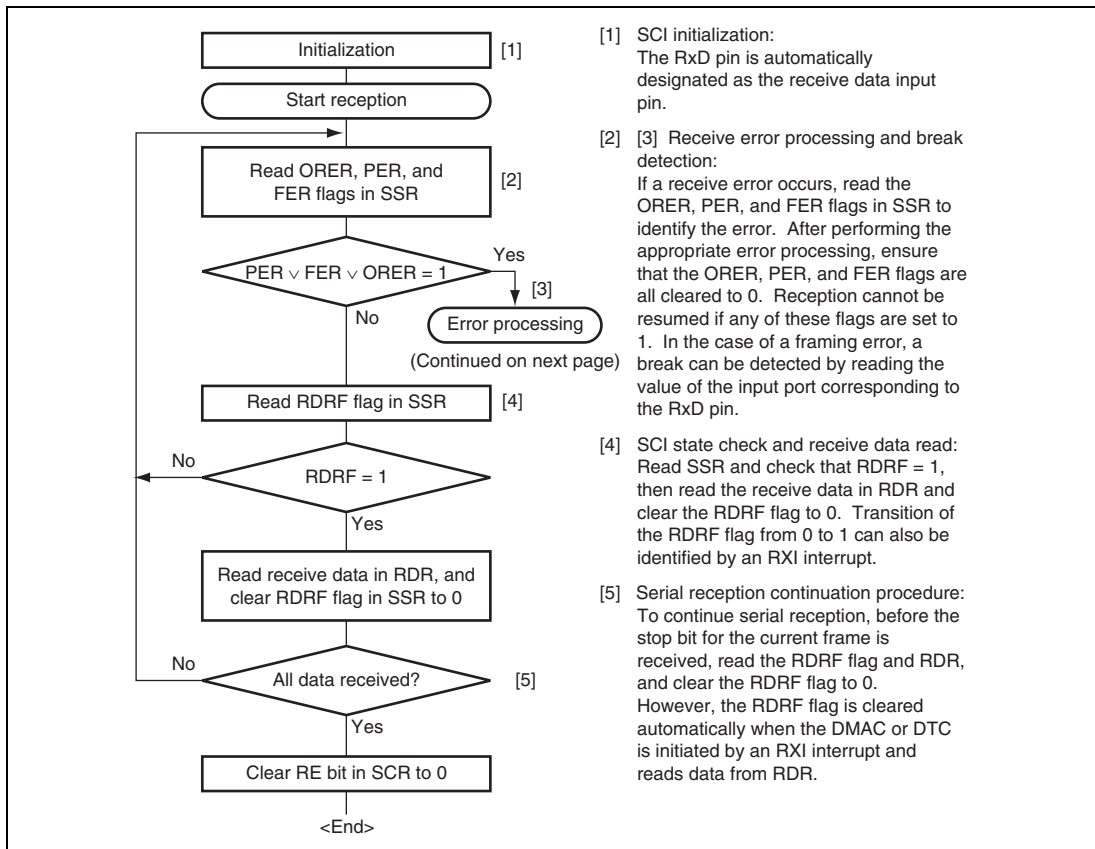 Initialization
[1]
Start reception
Read ORER, PER, and
FER flags in SSR
[2]
PER ∨ FER ∨ ORER = 1
Yes
[3]
No
Error processing
(Continued on next page)
Read RDRF flag in SSR
[4]
No
RDRF = 1
Yes
Read receive data in RDR, and
clear RDRF flag in SSR to 0
No
All data received?
[5]
Yes
Clear RE bit in SCR to 0
<End>
[1] SCI initialization:
The RxD pin is automatically
designated as the receive data input
pin.
[2] [3] Receive error processing and break
detection:
If a receive error occurs, read the
ORER, PER, and FER flags in SSR to
identify the error. After performing the
appropriate error processing, ensure
that the ORER, PER, and FER flags are
all cleared to 0. Reception cannot be
resumed if any of these flags are set to
1. In the case of a framing error, a
break can be detected by reading the
value of the input port corresponding to
the RxD pin.
[4] SCI state check and receive data read:
Read SSR and check that RDRF = 1,
then read the receive data in RDR and
clear the RDRF flag to 0. Transition of
the RDRF flag from 0 to 1 can also be
identified by an RXI interrupt.
[5] Serial reception continuation procedure:
To continue serial reception, before the
stop bit for the current frame is
received, read the RDRF flag and RDR,
and clear the RDRF flag to 0.
However, the RDRF flag is cleared
automatically when the DMAC or DTC
is initiated by an RXI interrupt and
reads data from RDR.